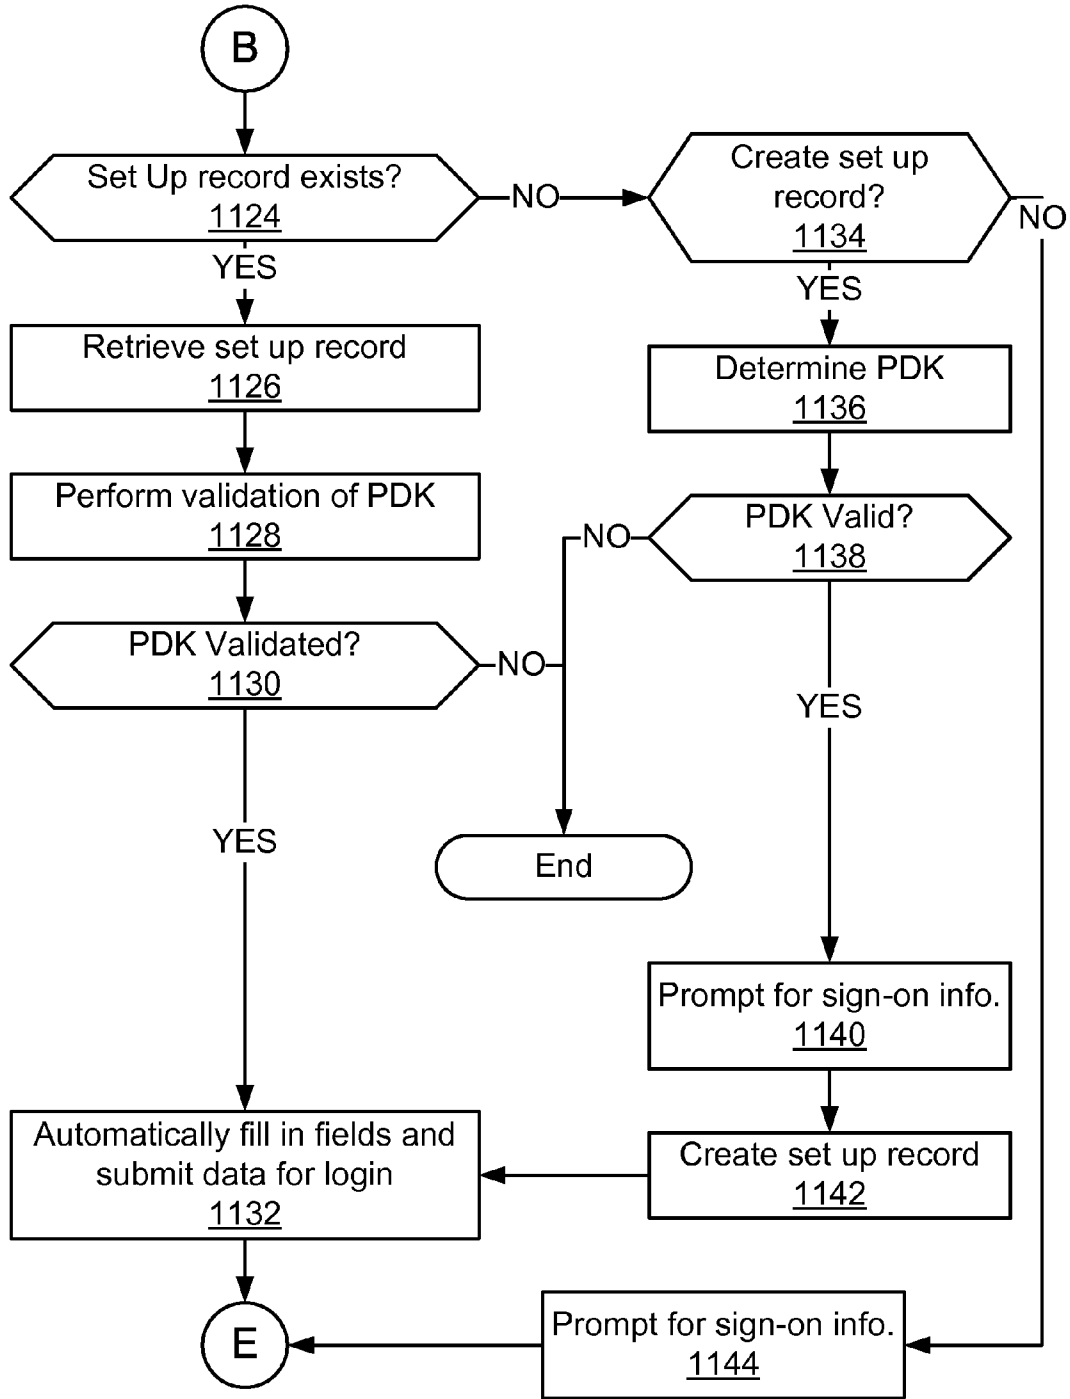 B
Set Up record exists?
1124
NO
Create set up
record?
1134
NO
YES
YES
Retrieve set up record
1126
Determine PDK
1136
Perform validation of PDK
1128
PDK Valid?
1138
NO
PDK Validated?
1130
NO
YES
YES
End
Prompt for sign-on info.
1140
Automatically fill in fields and
submit data for login
1132
Create set up record
1142
E
Prompt for sign-on info.
1144